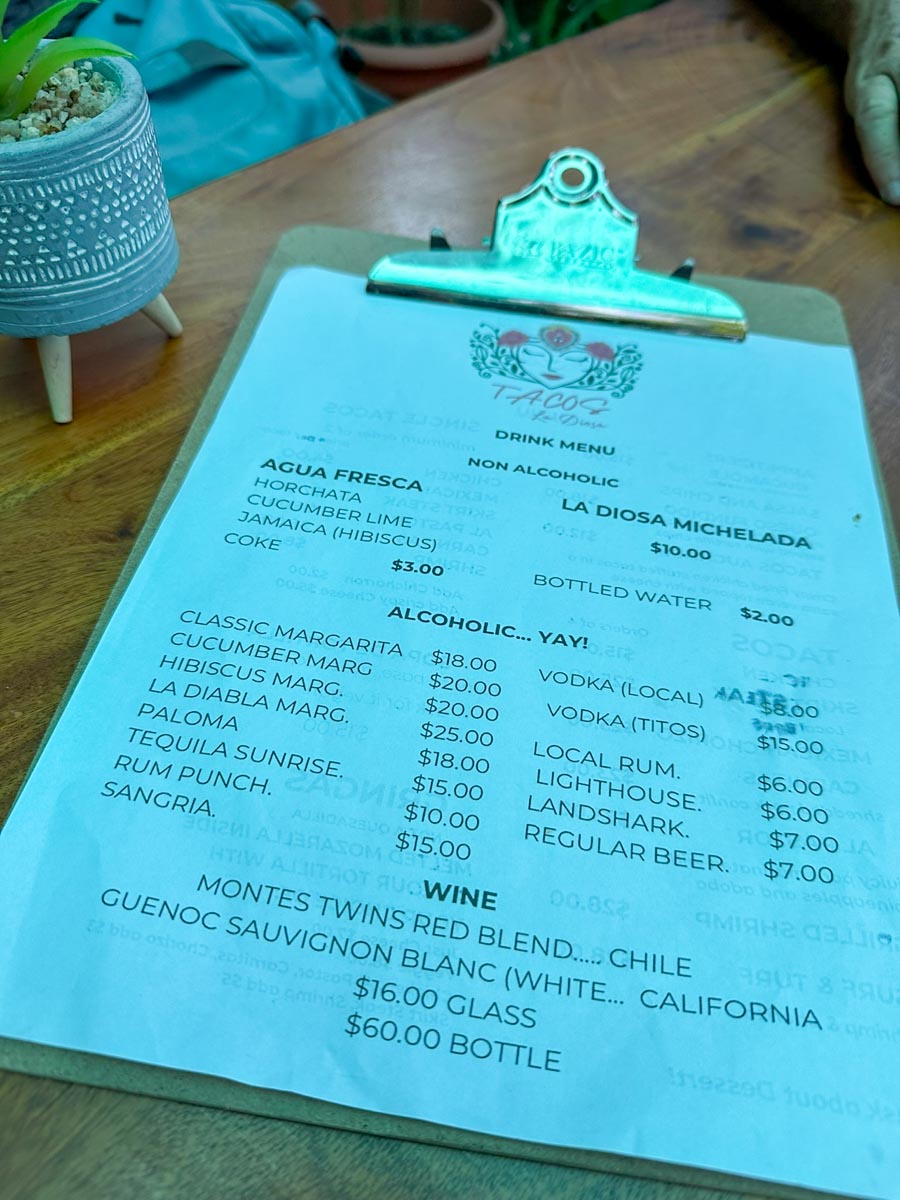 TACOS
La Diosa
DRINK MENU
NON ALCOHOLIC
AGUA FRESCA
HORCHATA
CUCUMBER LIME
JAMAICA (HIBISCUS)
COKE
$3.00
LA DIOSA MICHELADA
$10.00
BOTTLED WATER $2.00
ALCOHOLIC... YAY!
CLASSIC MARGARITA $18.00
CUCUMBER MARG $20.00
HIBISCUS MARG. $20.00
LA DIABLA MARG. $25.00
PALOMA $18.00
TEQUILA SUNRISE. $15.00
RUM PUNCH. $10.00
SANGRIA. $15.00
VODKA (LOCAL) $8.00
VODKA (TITOS) $15.00
LOCAL RUM. $6.00
LIGHTHOUSE. $6.00
LANDSHARK. $7.00
REGULAR BEER. $7.00
WINE
MONTES TWINS RED BLEND..... CHILE
GUENOC SAUVIGNON BLANC (WHITE... CALIFORNIA
$16.00 GLASS
$60.00 BOTTLE